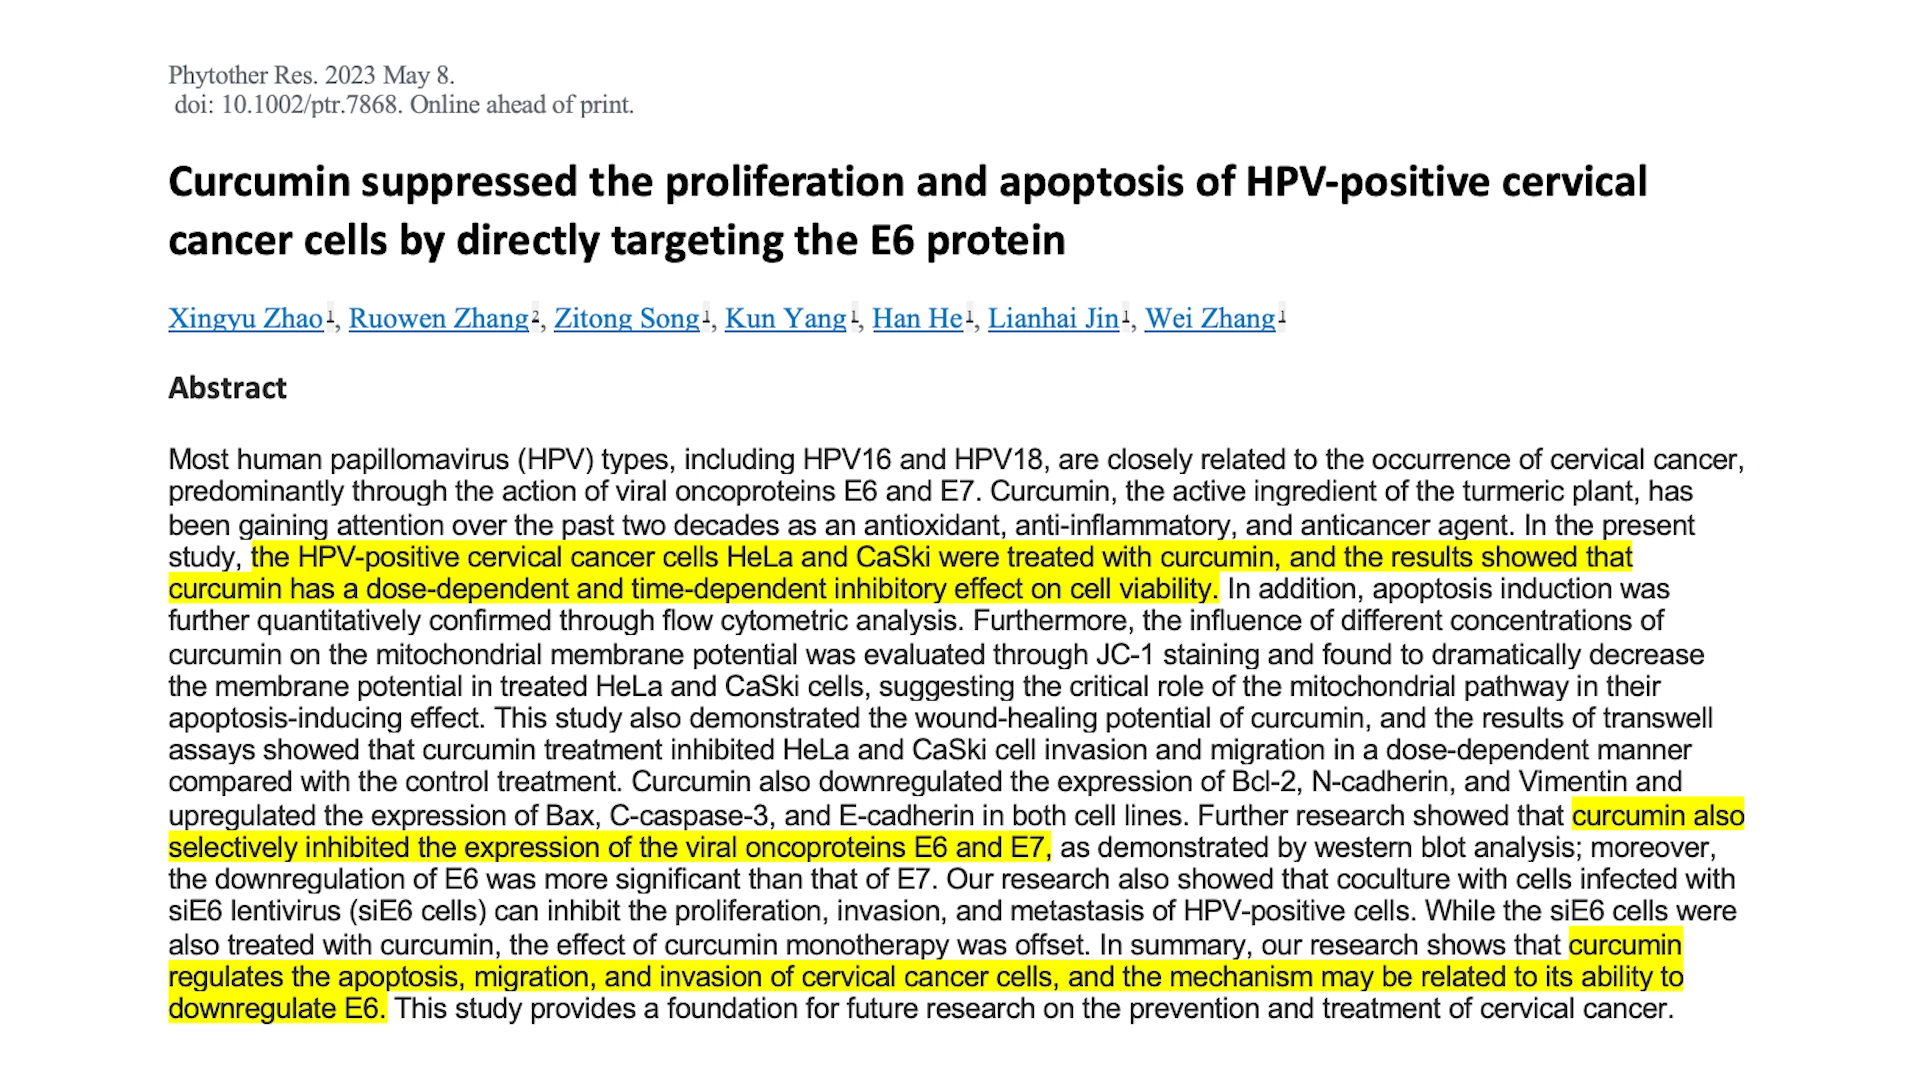 Phytother Res. 2023 May 8.
doi: 10.1002/ptr.7868. Online ahead of print.
Curcumin suppressed the proliferation and apoptosis of HPV-positive cervical
cancer cells by directly targeting the E6 protein
Xingyu Zhao 1, Ruowen Zhang 2, Zitong Song 1, Kun Yang 1, Han He 1, Lianhai Jin 1, Wei Zhang 1
Abstract
Most human papillomavirus (HPV) types, including HPV16 and HPV18, are closely related to the occurrence of cervical cancer,
predominantly through the action of viral oncoproteins E6 and E7. Curcumin, the active ingredient of the turmeric plant, has
been gaining attention over the past two decades as an antioxidant, anti-inflammatory, and anticancer agent. In the present
study, the HPV-positive cervical cancer cells HeLa and CaSki were treated with curcumin, and the results showed that
curcumin has a dose-dependent and time-dependent inhibitory effect on cell viability. In addition, apoptosis induction was
further quantitatively confirmed through flow cytometric analysis. Furthermore, the influence of different concentrations of
curcumin on the mitochondrial membrane potential was evaluated through JC-1 staining and found to dramatically decrease
the membrane potential in treated HeLa and CaSki cells, suggesting the critical role of the mitochondrial pathway in their
apoptosis-inducing effect. This study also demonstrated the wound-healing potential of curcumin, and the results of transwell
assays showed that curcumin treatment inhibited HeLa and CaSki cell invasion and migration in a dose-dependent manner
compared with the control treatment. Curcumin also downregulated the expression of Bcl-2, N-cadherin, and Vimentin and
upregulated the expression of Bax, C-caspase-3, and E-cadherin in both cell lines. Further research showed that curcumin also
selectively inhibited the expression of the viral oncoproteins E6 and E7, as demonstrated by western blot analysis; moreover,
the downregulation of E6 was more significant than that of E7. Our research also showed that coculture with cells infected with
siE6 lentivirus (siE6 cells) can inhibit the proliferation, invasion, and metastasis of HPV-positive cells. While the siE6 cells were
also treated with curcumin, the effect of curcumin monotherapy was offset. In summary, our research shows that curcumin
regulates the apoptosis, migration, and invasion of cervical cancer cells, and the mechanism may be related to its ability to
downregulate E6. This study provides a foundation for future research on the prevention and treatment of cervical cancer.